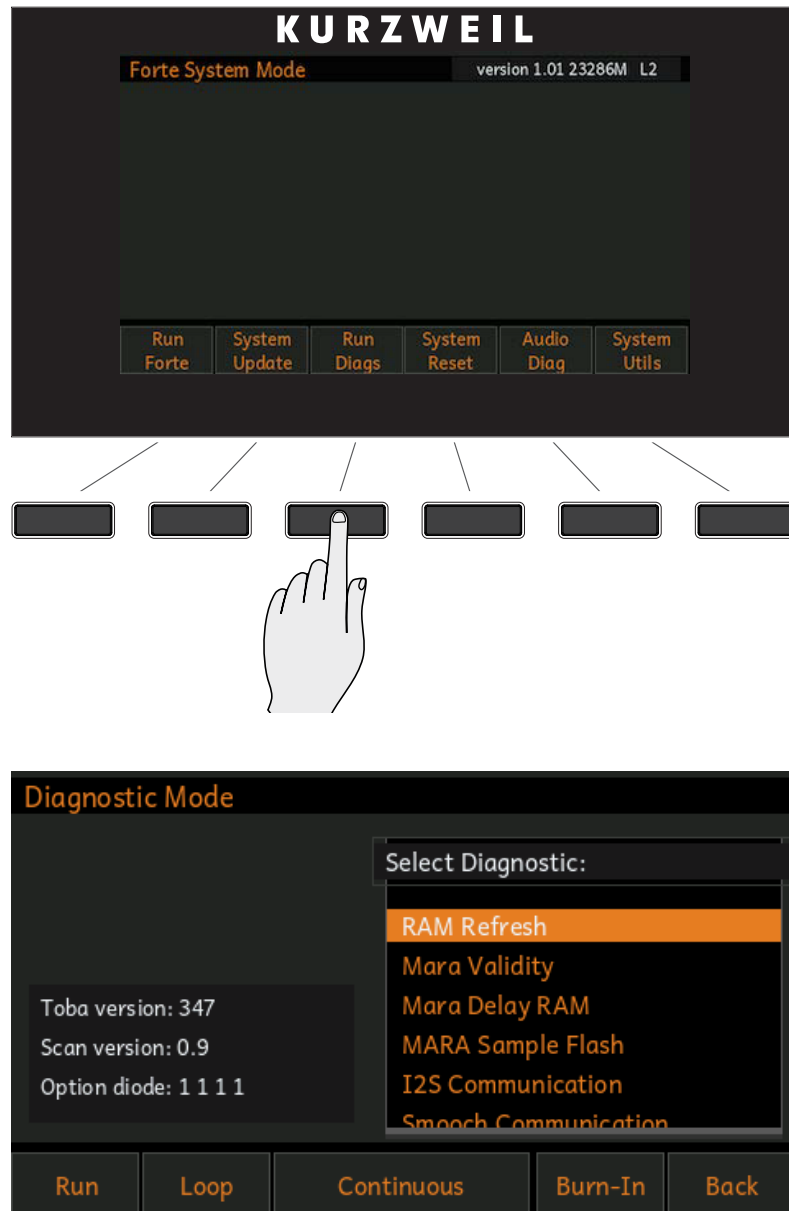 KURZWEIL
Forte System Mode version 1.01 23286M L2
Run System Run System Audio System
Forte Update Diags Reset Diag Utils
Diagnostic Mode
Select Diagnostic:
RAM Refresh
Mara Validity
Mara Delay RAM
MARA Sample Flash
I2S Communication
Smooch Communication
Toba version: 347
Scan version: 0.9
Option diode: 1 1 1 1
Run Loop Continuous Burn-In Back